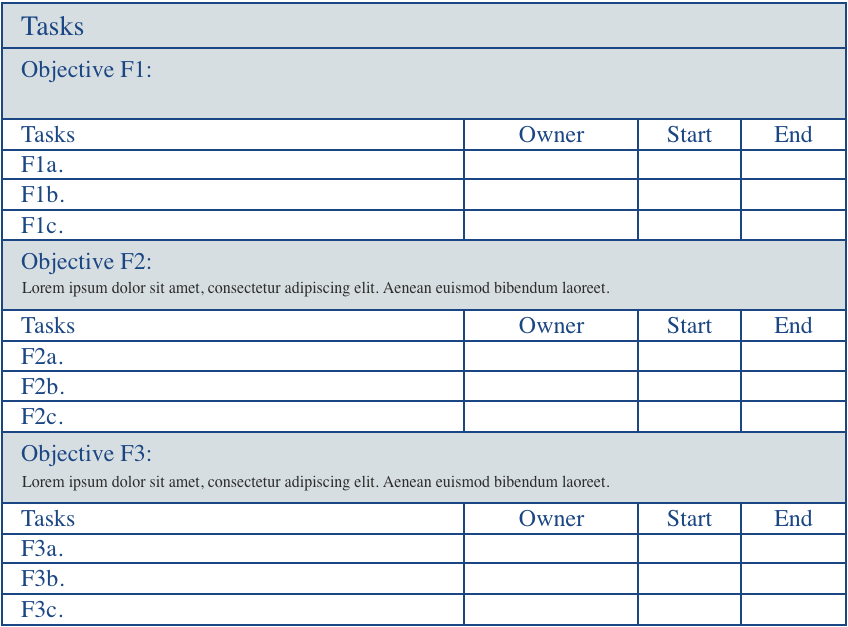 Tasks
Objective F1:
Tasks Owner Start End
F1a.
F1b.
F1c.
Objective F2:
Lorem ipsum dolor sit amet, consectetur adipiscing elit. Aenean euismod bibendum laoreet.
Tasks Owner Start End
F2a.
F2b.
F2c.
Objective F3:
Lorem ipsum dolor sit amet, consectetur adipiscing elit. Aenean euismod bibendum laoreet.
Tasks Owner Start End
F3a.
F3b.
F3c.